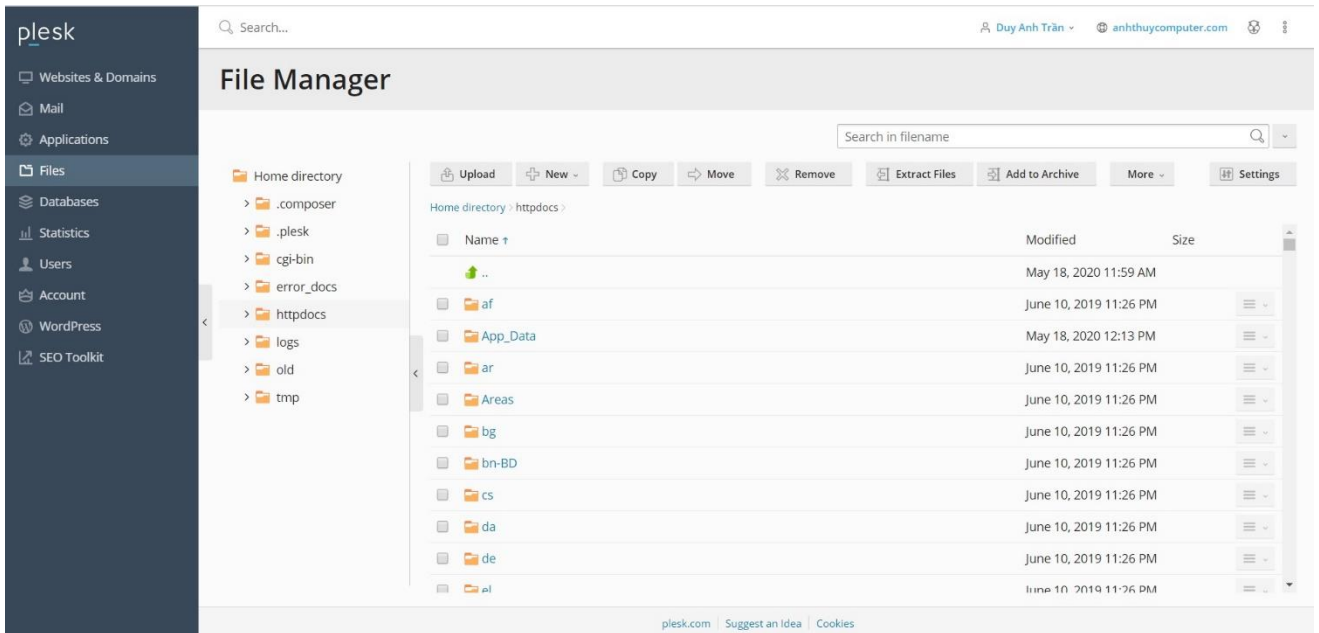 plesk
Search...
Duy Anh Trần
anhthuycomputer.com
Websites & Domains
Mail
Applications
Files
Databases
Statistics
Users
Account
WordPress
SEO Toolkit
File Manager
Search in filename
Home directory
.composer
.plesk
cgi-bin
error_docs
httpdocs
logs
old
tmp
Upload New Copy Move Remove Extract Files Add to Archive More Settings
Home directory > httpdocs >
Name ↑ Modified Size
.. May 18, 2020 11:59 AM
af June 10, 2019 11:26 PM
App_Data May 18, 2020 12:13 PM
ar June 10, 2019 11:26 PM
Areas June 10, 2019 11:26 PM
bg June 10, 2019 11:26 PM
bn-BD June 10, 2019 11:26 PM
cs June 10, 2019 11:26 PM
da June 10, 2019 11:26 PM
de June 10, 2019 11:26 PM
el June 10, 2019 11:26 PM
plesk.com Suggest an Idea Cookies